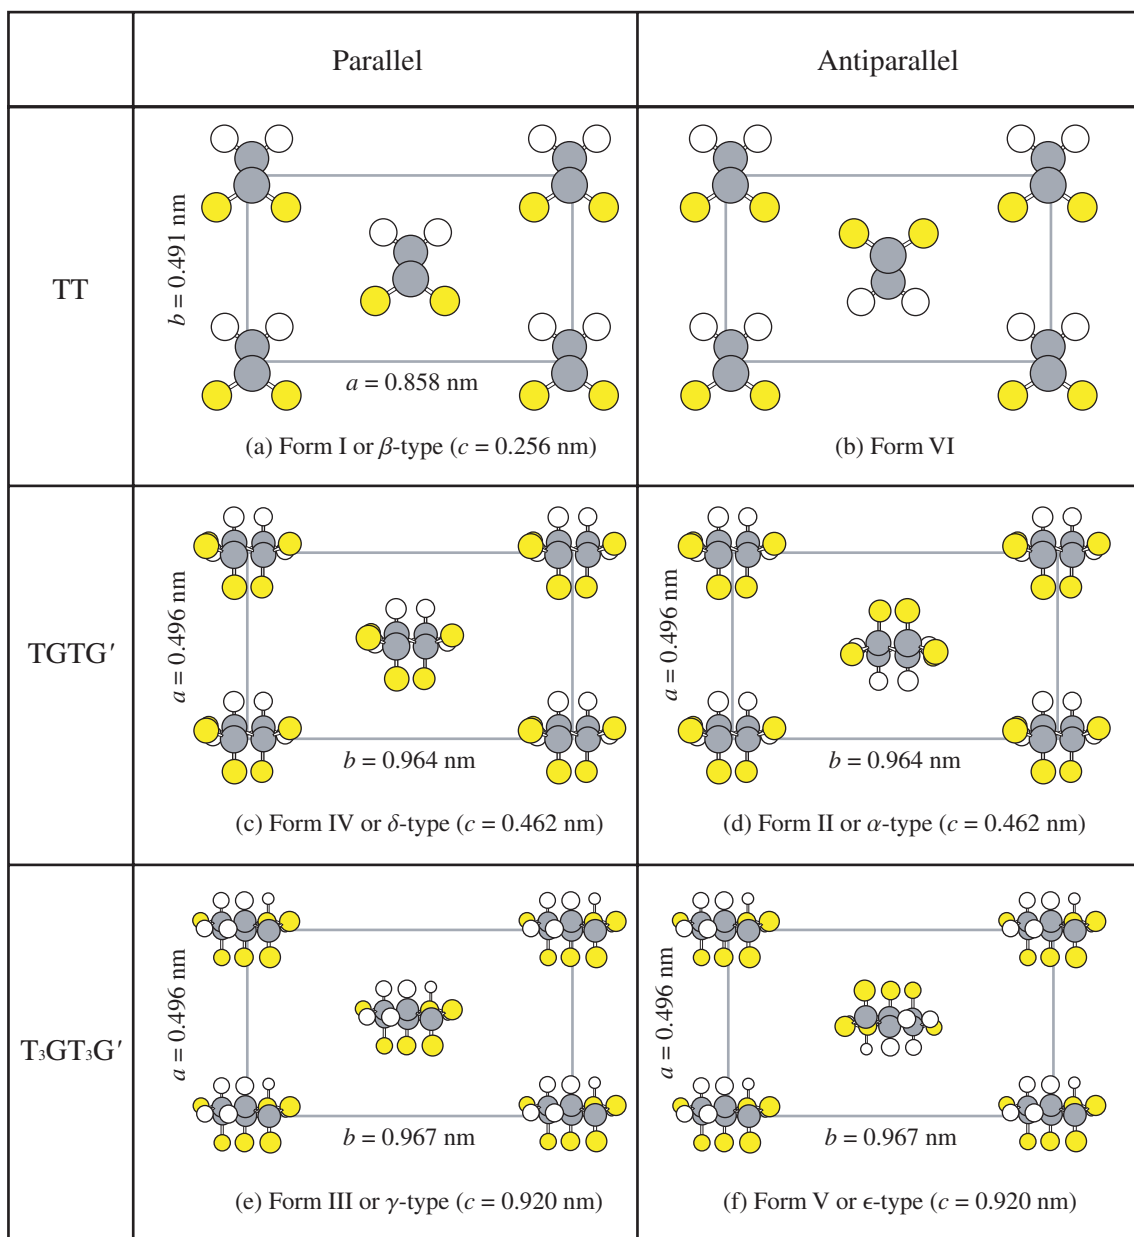 Parallel
Antiparallel
TT
b = 0.491 nm
a = 0.858 nm
(a) Form I or β-type (c = 0.256 nm)
(b) Form VI
TGTG′
a = 0.496 nm
b = 0.964 nm
(c) Form IV or δ-type (c = 0.462 nm)
a = 0.496 nm
b = 0.964 nm
(d) Form II or α-type (c = 0.462 nm)
T₃GT₃G′
a = 0.496 nm
b = 0.967 nm
(e) Form III or γ-type (c = 0.920 nm)
a = 0.496 nm
b = 0.967 nm
(f) Form V or ϵ-type (c = 0.920 nm)